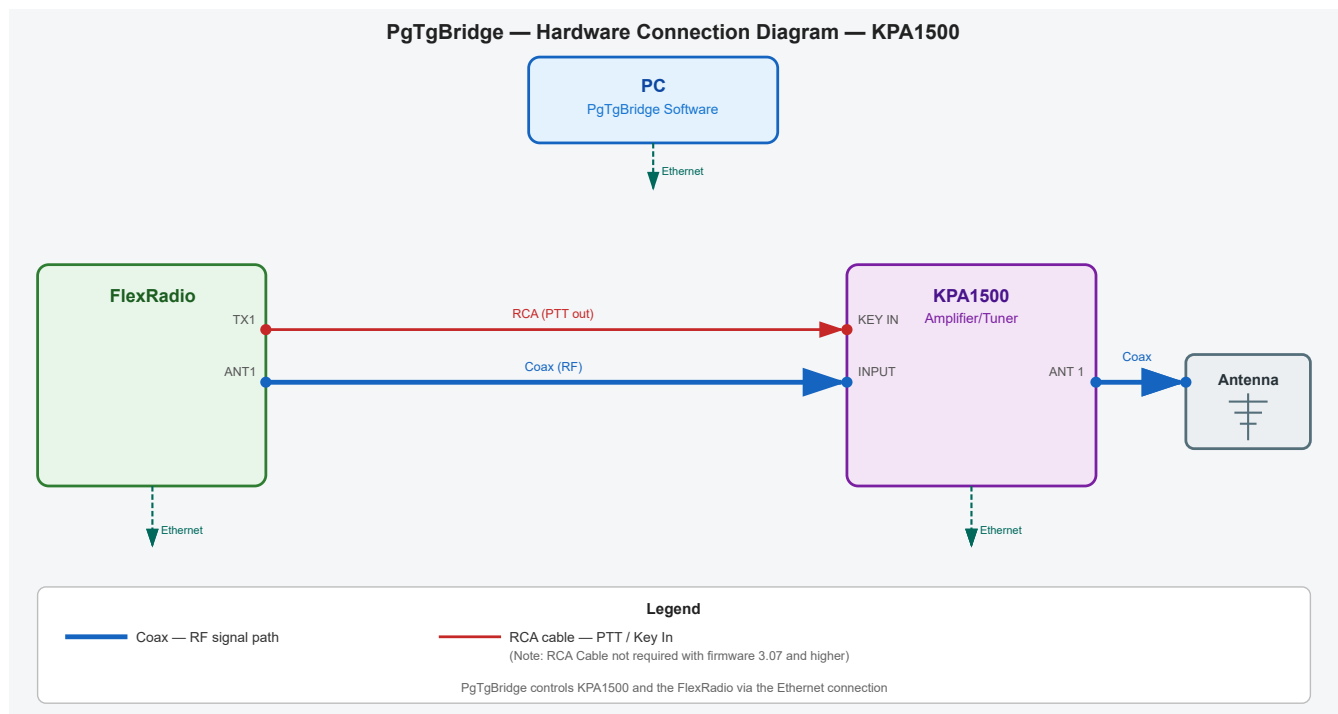 PgTgBridge — Hardware Connection Diagram — KPA1500
PC
PgTgBridge Software
Ethernet
FlexRadio
TX1
ANT1
RCA (PTT out)
Coax (RF)
KPA1500
Amplifier/Tuner
KEY IN
INPUT
ANT 1
Coax
Antenna
Ethernet
Ethernet
Legend
Coax — RF signal path
RCA cable — PTT / Key In
(Note: RCA Cable not required with firmware 3.07 and higher)
PgTgBridge controls KPA1500 and the FlexRadio via the Ethernet connection